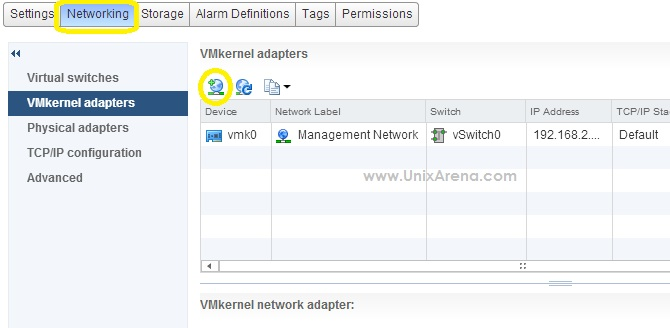 Settings Networking Storage Alarm Definitions Tags Permissions
VMkernel adapters
Virtual switches
VMkernel adapters
Physical adapters
TCP/IP configuration
Advanced
Device Network Label Switch IP Address TCP/IP Sta
vmk0 Management Network vSwitch0 192.168.2.... Default
www.UnixArena.com
VMkernel network adapter: